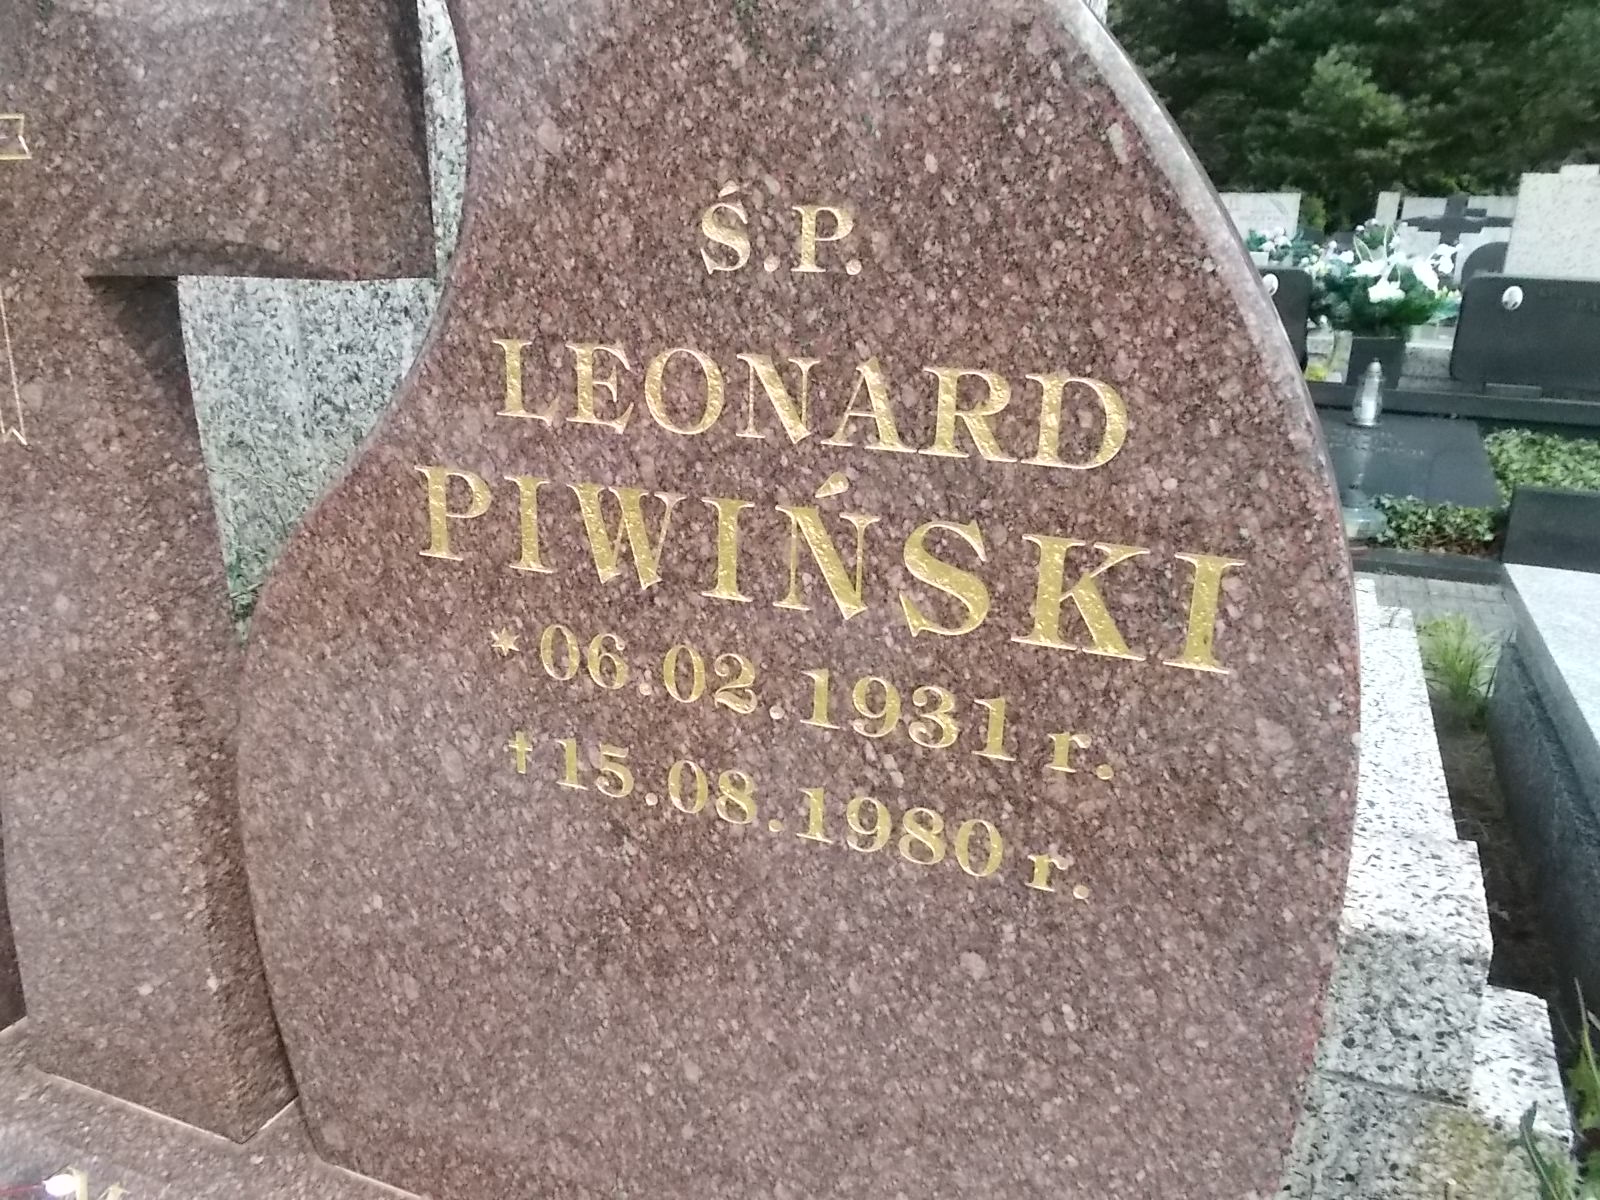 Ś.P.
LEONARD
PIWIŃSKI
* 06.02.1931 r.
† 15.08.1980 r.